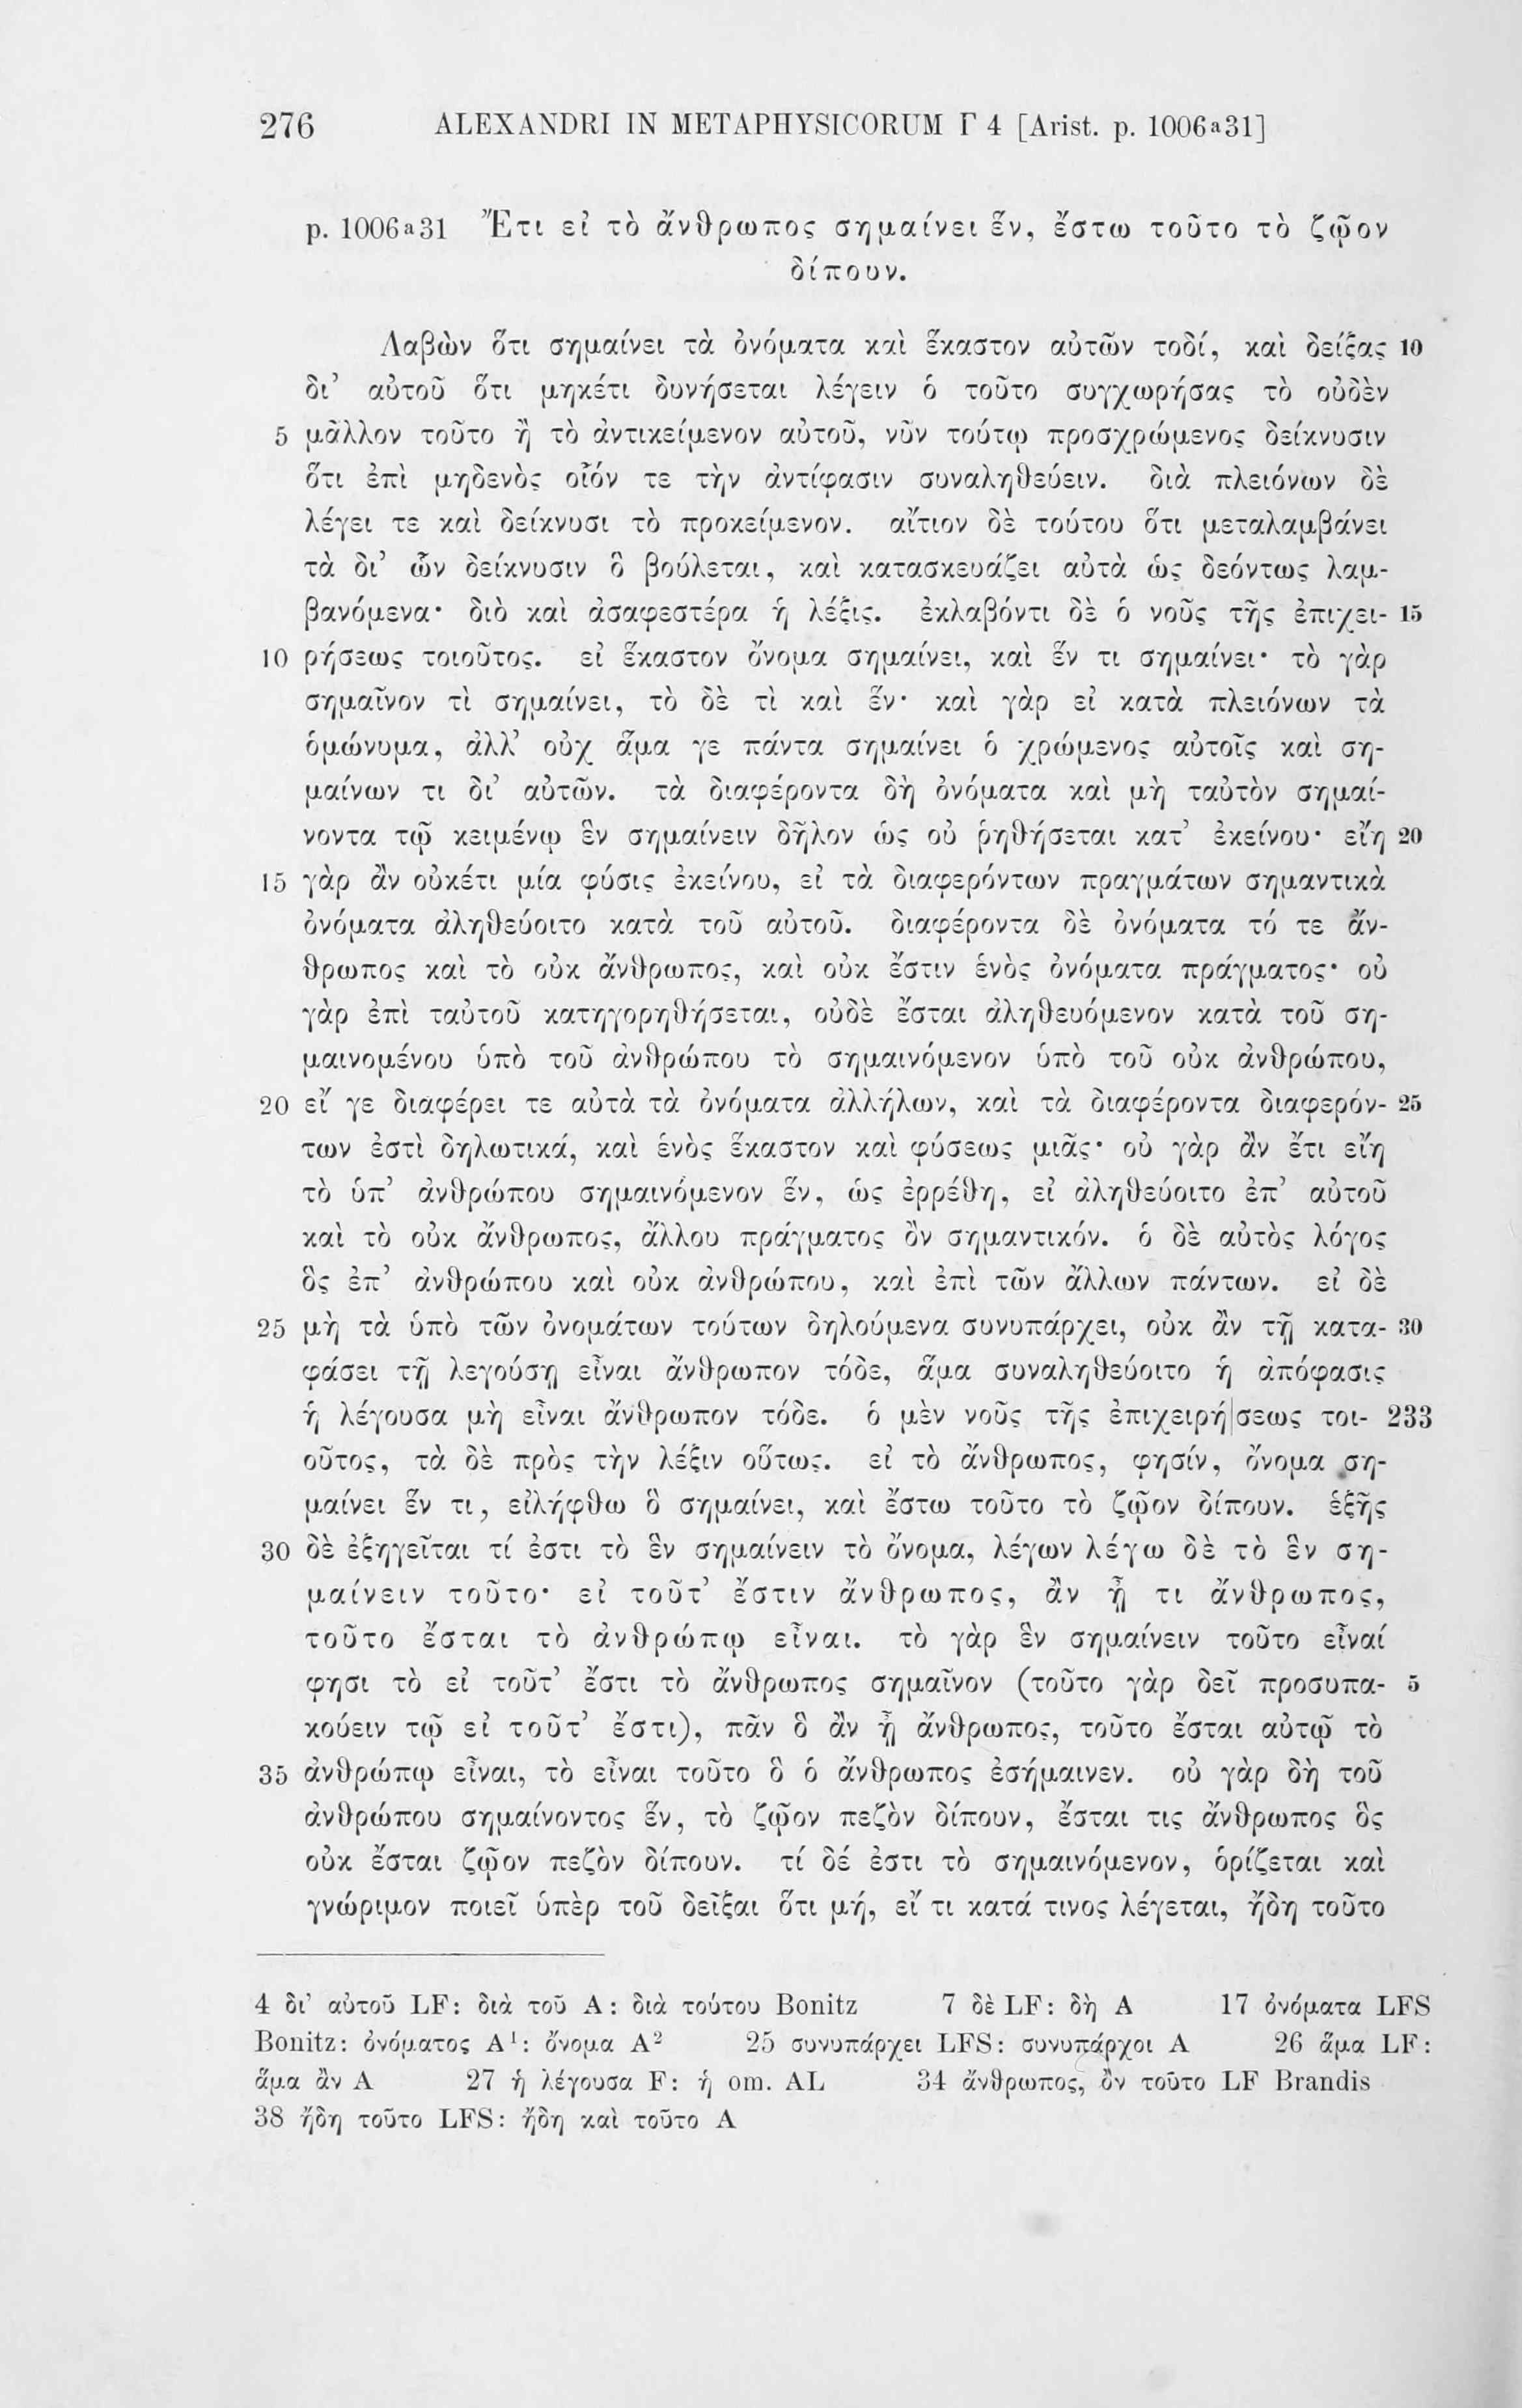 276 ALEXANDRI IN METAPHYSICORUM Γ 4 [Arist. p. 1006ᵃ31]
p. 1006ᵃ31 Ἔτι εἰ τὸ ἄνθρωπος σημαίνει ἕν, ἔστω τοῦτο τὸ ζῷον
δίπουν.
Λαβὼν ὅτι σημαίνει τὰ ὀνόματα καὶ ἕκαστον αὐτῶν τοδί, καὶ δείξας 10
δι’ αὐτοῦ ὅτι μηκέτι δυνήσεται λέγειν ὁ τοῦτο συγχωρήσας τὸ οὐδὲν
5 μᾶλλον τοῦτο ἢ τὸ ἀντικείμενον αὐτοῦ, νῦν τούτῳ προσχρώμενος δείκνυσιν
ὅτι ἐπὶ μηδενὸς οἷόν τε τὴν ἀντίφασιν συναληθεύειν. διὰ πλειόνων δὲ
λέγει τε καὶ δείκνυσι τὸ προκείμενον. αἴτιον δὲ τούτου ὅτι μεταλαμβάνει
τὰ δι’ ὧν δείκνυσιν ὃ βούλεται, καὶ κατασκευάζει αὐτὰ ὡς δεόντως λαμ-
βανόμενα· διὸ καὶ ἀσαφεστέρα ἡ λέξις. ἐκλαβόντι δὲ ὁ νοῦς τῆς ἐπιχει- 15
10 ρήσεως τοιοῦτος. εἰ ἕκαστον ὄνομα σημαίνει, καὶ ἕν τι σημαίνει· τὸ γὰρ
σημαῖνον τὶ σημαίνει, τὸ δὲ τὶ καὶ ἕν· καὶ γὰρ εἰ κατὰ πλειόνων τὰ
ὁμώνυμα, ἀλλ’ οὐχ ἅμα γε πάντα σημαίνει ὁ χρώμενος αὐτοῖς καὶ ση-
μαίνων τι δι’ αὐτῶν. τὰ διαφέροντα δὴ ὀνόματα καὶ μὴ ταὐτὸν σημαί-
νοντα τῷ κειμένῳ ἓν σημαίνειν δῆλον ὡς οὐ ῥηθήσεται κατ’ ἐκείνου· εἴη 20
15 γὰρ ἂν οὐκέτι μία φύσις ἐκείνου, εἰ τὰ διαφερόντων πραγμάτων σημαντικὰ
ὀνόματα ἀληθεύοιτο κατὰ τοῦ αὐτοῦ. διαφέροντα δὲ ὀνόματα τό τε ἄν-
θρωπος καὶ τὸ οὐκ ἄνθρωπος, καὶ οὐκ ἔστιν ἑνὸς ὀνόματα πράγματος· οὐ
γὰρ ἐπὶ ταὐτοῦ κατηγορηθήσεται, οὐδὲ ἔσται ἀληθευόμενον κατὰ τοῦ ση-
μαινομένου ὑπὸ τοῦ ἀνθρώπου τὸ σημαινόμενον ὑπὸ τοῦ οὐκ ἀνθρώπου,
20 εἴ γε διαφέρει τε αὐτὰ τὰ ὀνόματα ἀλλήλων, καὶ τὰ διαφέροντα διαφερόν- 25
των ἐστὶ δηλωτικά, καὶ ἑνὸς ἕκαστον καὶ φύσεως μιᾶς· οὐ γὰρ ἂν ἔτι εἴη
τὸ ὑπ’ ἀνθρώπου σημαινόμενον ἕν, ὡς ἐρρέθη, εἰ ἀληθεύοιτο ἐπ’ αὐτοῦ
καὶ τὸ οὐκ ἄνθρωπος, ἄλλου πράγματος ὂν σημαντικόν. ὁ δὲ αὐτὸς λόγος
ὃς ἐπ’ ἀνθρώπου καὶ οὐκ ἀνθρώπου, καὶ ἐπὶ τῶν ἄλλων πάντων. εἰ δὲ
25 μὴ τὰ ὑπὸ τῶν ὀνομάτων τούτων δηλούμενα συνυπάρχει, οὐκ ἂν τῇ κατα- 30
φάσει τῇ λεγούσῃ εἶναι ἄνθρωπον τόδε, ἅμα συναληθεύοιτο ἡ ἀπόφασις
ἡ λέγουσα μὴ εἶναι ἄνθρωπον τόδε. ὁ μὲν νοῦς τῆς ἐπιχειρή|σεως τοι- 233
οῦτος, τὰ δὲ πρὸς τὴν λέξιν οὕτως. εἰ τὸ ἄνθρωπος, φησίν, ὄνομα ση-
μαίνει ἕν τι, εἰλήφθω ὃ σημαίνει, καὶ ἔστω τοῦτο τὸ ζῷον δίπουν. ἑξῆς
30 δὲ ἐξηγεῖται τί ἐστι τὸ ἓν σημαίνειν τὸ ὄνομα, λέγων λέγω δὲ τὸ ἓν ση-
μαίνειν τοῦτο· εἰ τοῦτ’ ἔστιν ἄνθρωπος, ἂν ᾖ τι ἄνθρωπος,
τοῦτο ἔσται τὸ ἀνθρώπῳ εἶναι. τὸ γὰρ ἓν σημαίνειν τοῦτο εἶναί
φησι τὸ εἰ τοῦτ’ ἔστι τὸ ἄνθρωπος σημαῖνον (τοῦτο γὰρ δεῖ προσυπα- 5
κούειν τῷ εἰ τοῦτ’ ἔστι), πᾶν ὃ ἂν ᾖ ἄνθρωπος, τοῦτο ἔσται αὐτῷ τὸ
35 ἀνθρώπῳ εἶναι, τὸ εἶναι τοῦτο ὃ ὁ ἄνθρωπος ἐσήμαινεν. οὐ γὰρ δὴ τοῦ
ἀνθρώπου σημαίνοντος ἕν, τὸ ζῷον πεζὸν δίπουν, ἔσται τις ἄνθρωπος ὃς
οὐκ ἔσται ζῷον πεζὸν δίπουν. τί δέ ἐστι τὸ σημαινόμενον, ὁρίζεται καὶ
γνώριμον ποιεῖ ὑπὲρ τοῦ δεῖξαι ὅτι μή, εἴ τι κατά τινος λέγεται, ἤδη τοῦτο
4 δι’ αὐτοῦ LF: διὰ τοῦ A: διὰ τούτου Bonitz 7 δὲ LF: δὴ A 17 ὀνόματα LFS
Bonitz: ὀνόματος A¹: ὄνομα A² 25 συνυπάρχει LFS: συνυπάρχοι A 26 ἅμα LF:
ἅμα ἂν A 27 ἡ λέγουσα F: ἡ om. AL 34 ἄνθρωπος, ὂν τοῦτο LF Brandis
38 ἤδη τοῦτο LFS: ἤδη καὶ τοῦτο A